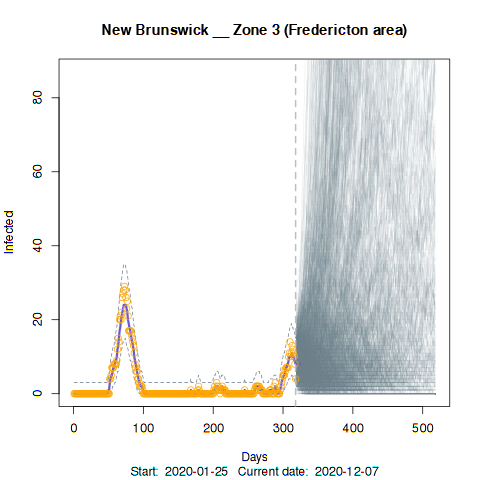 New Brunswick __ Zone 3 (Fredericton area)
80
60
40
20
0
Infected
0 100 200 300 400 500
Days
Start: 2020-01-25 Current date: 2020-12-07